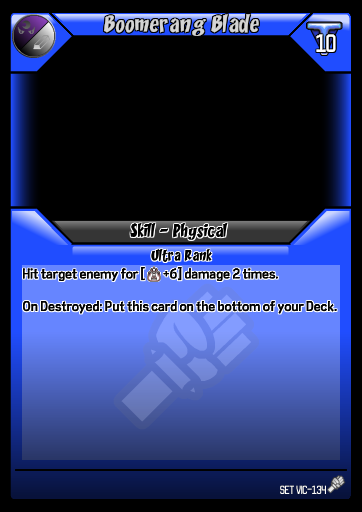 Boomerang Blade
10
Skill - Physical
Ultra Rank
Hit target enemy for [ +6] damage 2 times.
On Destroyed: Put this card on the bottom of your Deck.
SET VIC-134